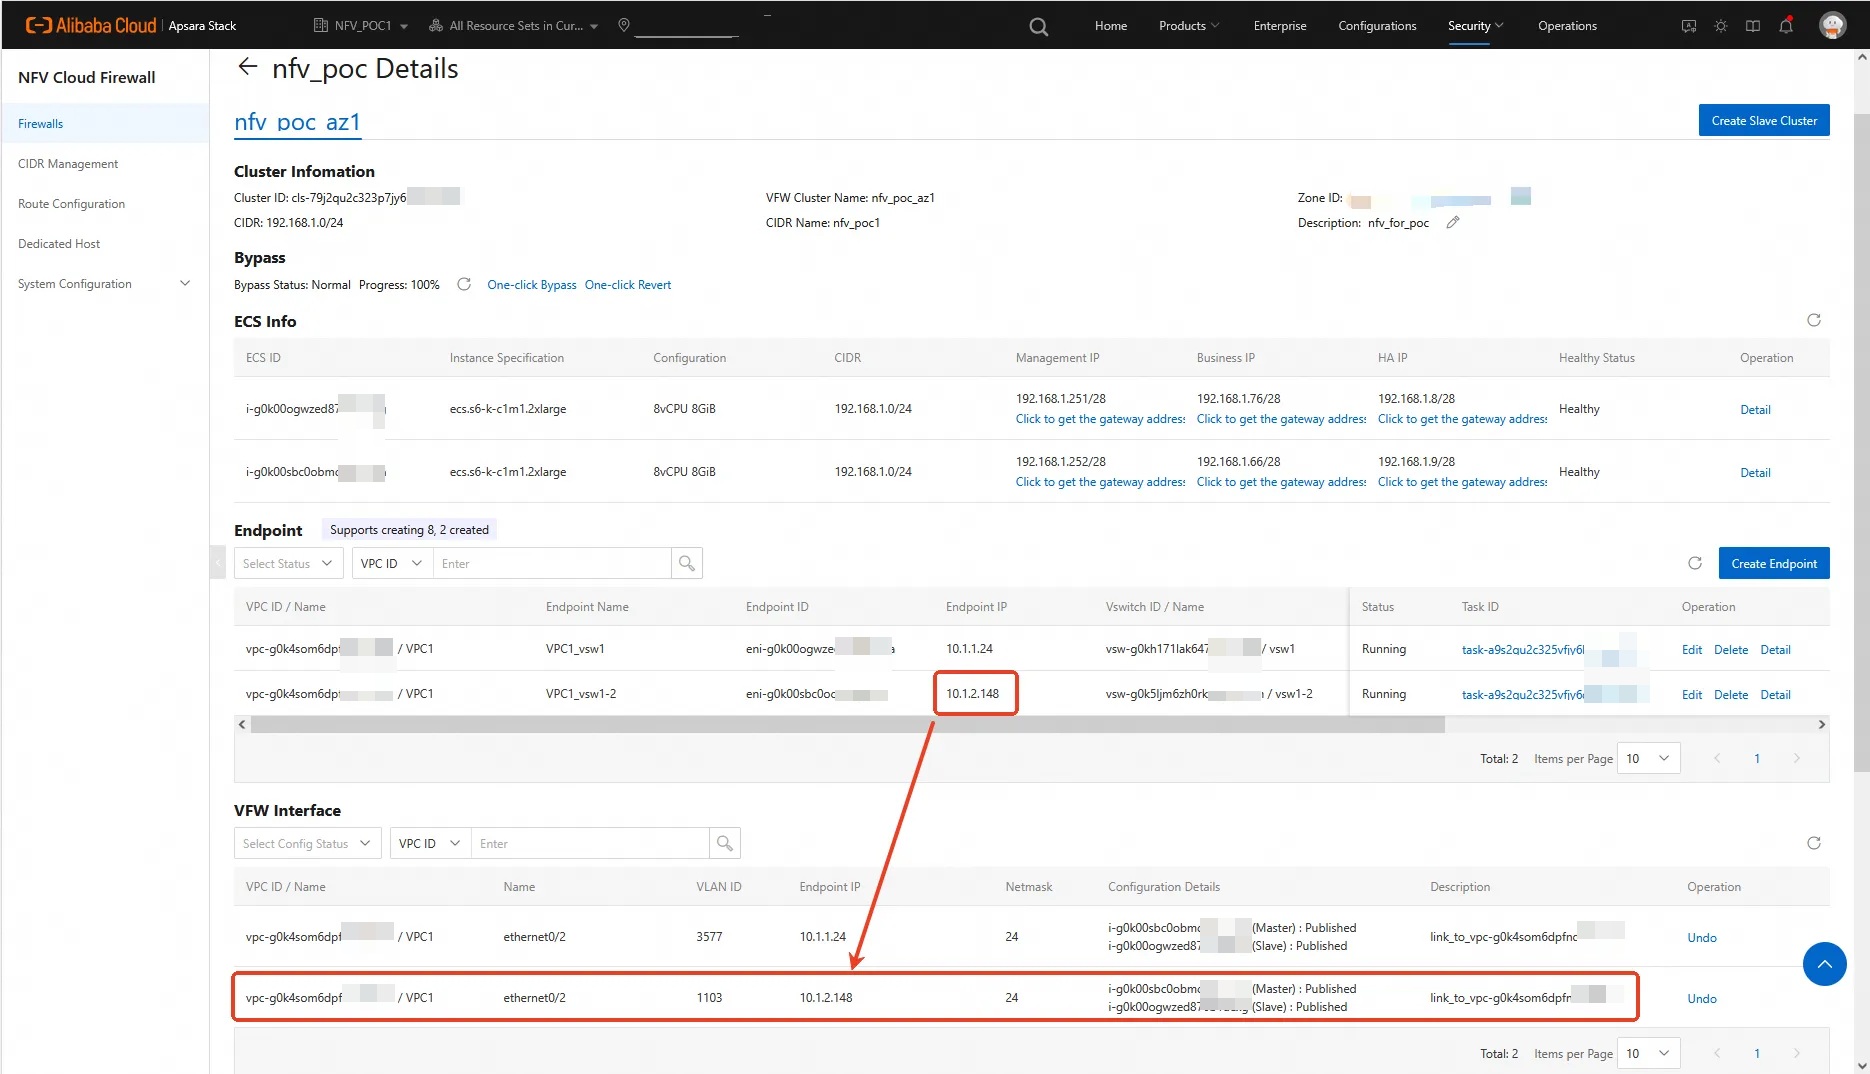 Alibaba Cloud | Apsara Stack NFV_POC1 All Resource Sets in Cur... Home Products Enterprise Configurations Security Operations
NFV Cloud Firewall
Firewalls
CIDR Management
Route Configuration
Dedicated Host
System Configuration
nfv_poc Details
nfv_poc_az1
Create Slave Cluster
Cluster Infomation
Cluster ID: cls-79j2qu2c323p7jy6 VFW Cluster Name: nfv_poc_az1 Zone ID:
CIDR: 192.168.1.0/24 CIDR Name: nfv_poc1 Description: nfv_for_poc
Bypass
Bypass Status: Normal Progress: 100% One-click Bypass One-click Revert
ECS Info
ECS ID Instance Specification Configuration CIDR Management IP Business IP HA IP Healthy Status Operation
i-g0k00ogwzed87 ecs.s6-k-c1m1.2xlarge 8vCPU 8GiB 192.168.1.0/24 192.168.1.251/28 192.168.1.76/28 192.168.1.8/28 Healthy Detail
Click to get the gateway address Click to get the gateway address Click to get the gateway address
i-g0k00sbc0obmc ecs.s6-k-c1m1.2xlarge 8vCPU 8GiB 192.168.1.0/24 192.168.1.252/28 192.168.1.66/28 192.168.1.9/28 Healthy Detail
Click to get the gateway address Click to get the gateway address Click to get the gateway address
Endpoint Supports creating 8, 2 created
Select Status VPC ID Enter Create Endpoint
VPC ID / Name Endpoint Name Endpoint ID Endpoint IP Vswitch ID / Name Status Task ID Operation
vpc-g0k4som6dpf / VPC1 VPC1_vsw1 eni-g0k00ogwze 10.1.1.24 vsw-g0kh171lak647 / vsw1 Running task-a9s2qu2c325vfjy6 Edit Delete Detail
vpc-g0k4som6dpf / VPC1 VPC1_vsw1-2 eni-g0k00sbc0oc 10.1.2.148 vsw-g0k5ljm6zh0rk / vsw1-2 Running task-a9s2qu2c325vfjy6 Edit Delete Detail
Total: 2 Items per Page 10 1
VFW Interface
Select Config Status VPC ID Enter
VPC ID / Name Name VLAN ID Endpoint IP Netmask Configuration Details Description Operation
vpc-g0k4som6dpf / VPC1 ethernet0/2 3577 10.1.1.24 24 i-g0k00sbc0obmc (Master) : Published link_to_vpc-g0k4som6dpfnc Undo
i-g0k00ogwzed87 (Slave) : Published
vpc-g0k4som6dpf / VPC1 ethernet0/2 1103 10.1.2.148 24 i-g0k00sbc0obmc (Master) : Published link_to_vpc-g0k4som6dpfn Undo
i-g0k00ogwzed87 (Slave) : Published
Total: 2 Items per Page 10 1